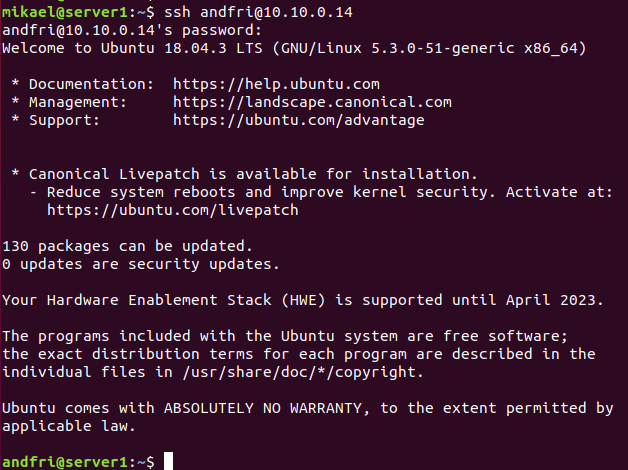 mikael@server1:~$ ssh andfri@10.10.0.14
andfri@10.10.0.14's password:
Welcome to Ubuntu 18.04.3 LTS (GNU/Linux 5.3.0-51-generic x86_64)

 * Documentation:  https://help.ubuntu.com
 * Management:     https://landscape.canonical.com
 * Support:        https://ubuntu.com/advantage


 * Canonical Livepatch is available for installation.
   - Reduce system reboots and improve kernel security. Activate at:
     https://ubuntu.com/livepatch

130 packages can be updated.
0 updates are security updates.

Your Hardware Enablement Stack (HWE) is supported until April 2023.

The programs included with the Ubuntu system are free software;
the exact distribution terms for each program are described in the
individual files in /usr/share/doc/*/copyright.

Ubuntu comes with ABSOLUTELY NO WARRANTY, to the extent permitted by
applicable law.

andfri@server1:~$